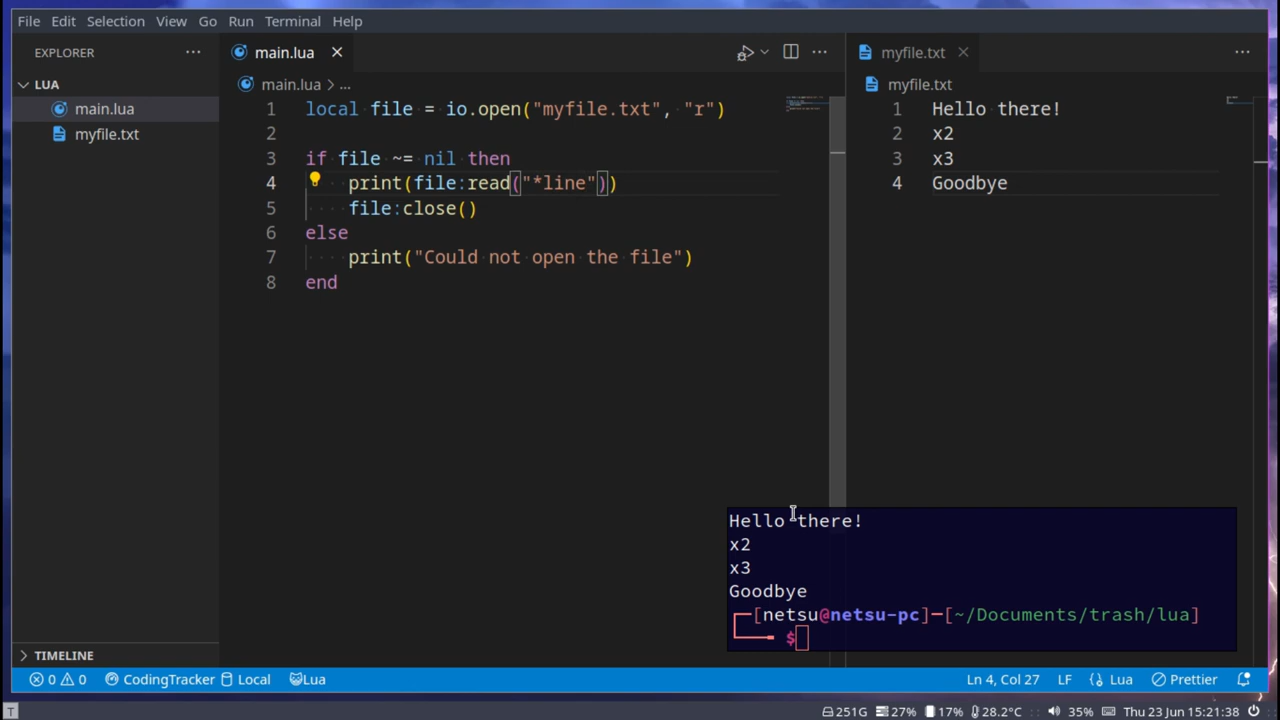 File Edit Selection View Go Run Terminal Help
EXPLORER ···
LUA
main.lua
myfile.txt
TIMELINE
main.lua
main.lua > ...
1 local file = io.open("myfile.txt", "r")
2
3 if file ~= nil then
4     print(file:read("*line"))
5     file:close()
6 else
7     print("Could not open the file")
8 end
myfile.txt
myfile.txt
1 Hello there!
2 x2
3 x3
4 Goodbye
Hello there!
x2
x3
Goodbye
[netsu@netsu-pc]-[~/Documents/trash/lua]
$
0 0 CodingTracker Local Lua Ln 4, Col 27 LF Lua Prettier
T 251G 27% 17% 28.2°C 35% Thu 23 Jun 15:21:38